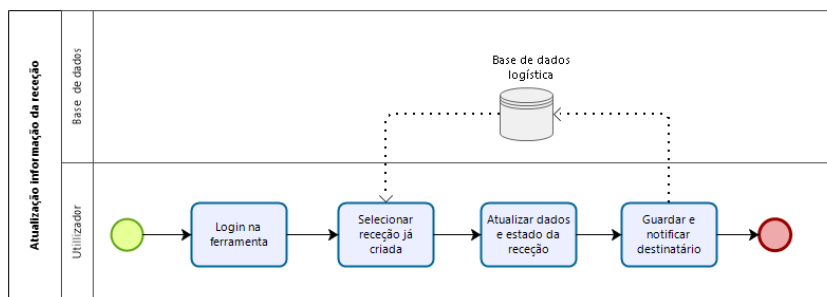 Atualização informação da receção
Base de dados
Utilizador
Base de dados
logística
Login na
ferramenta
Selecionar
receção já
criada
Atualizar dados
e estado da
receção
Guardar e
notificar
destinatário